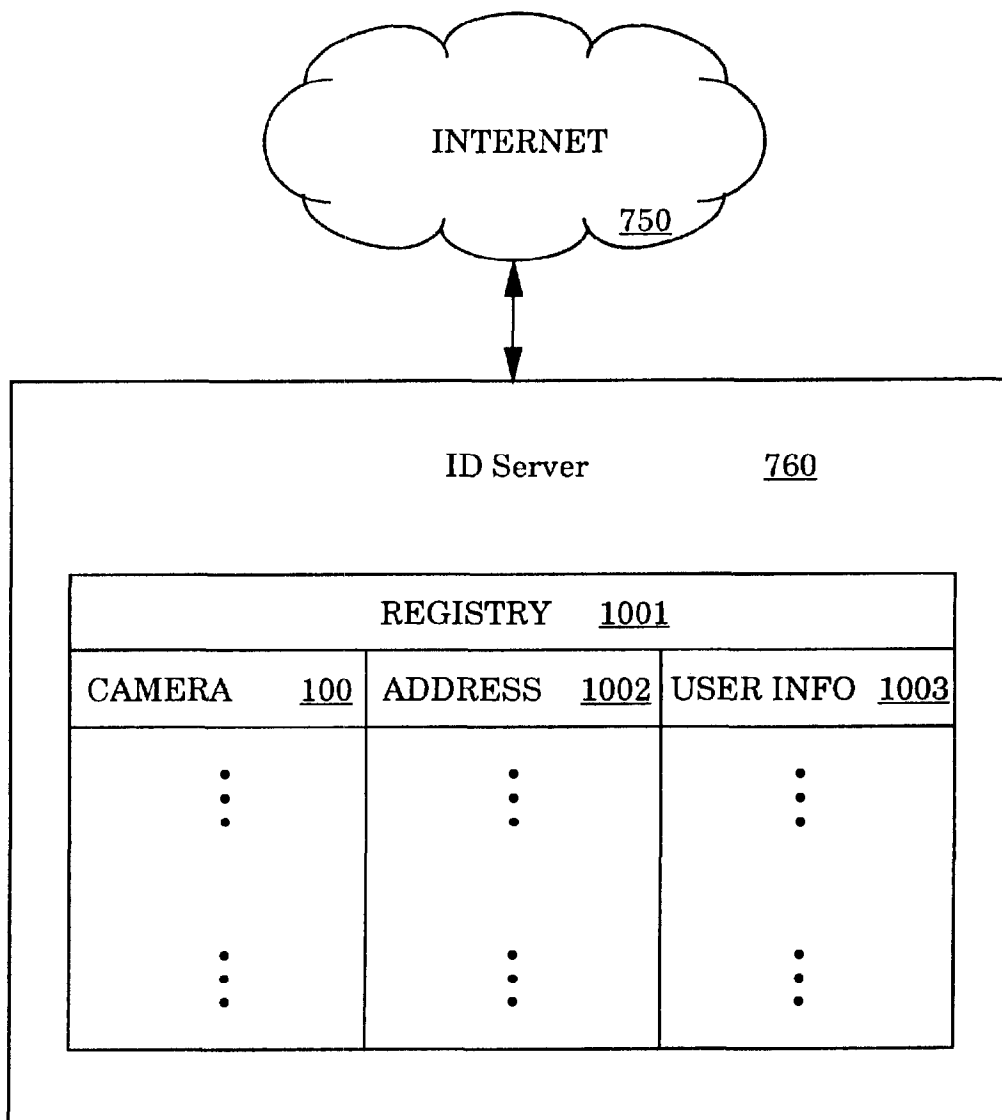 INTERNET
750
ID Server 760
REGISTRY 1001
CAMERA 100 ADDRESS 1002 USER INFO 1003